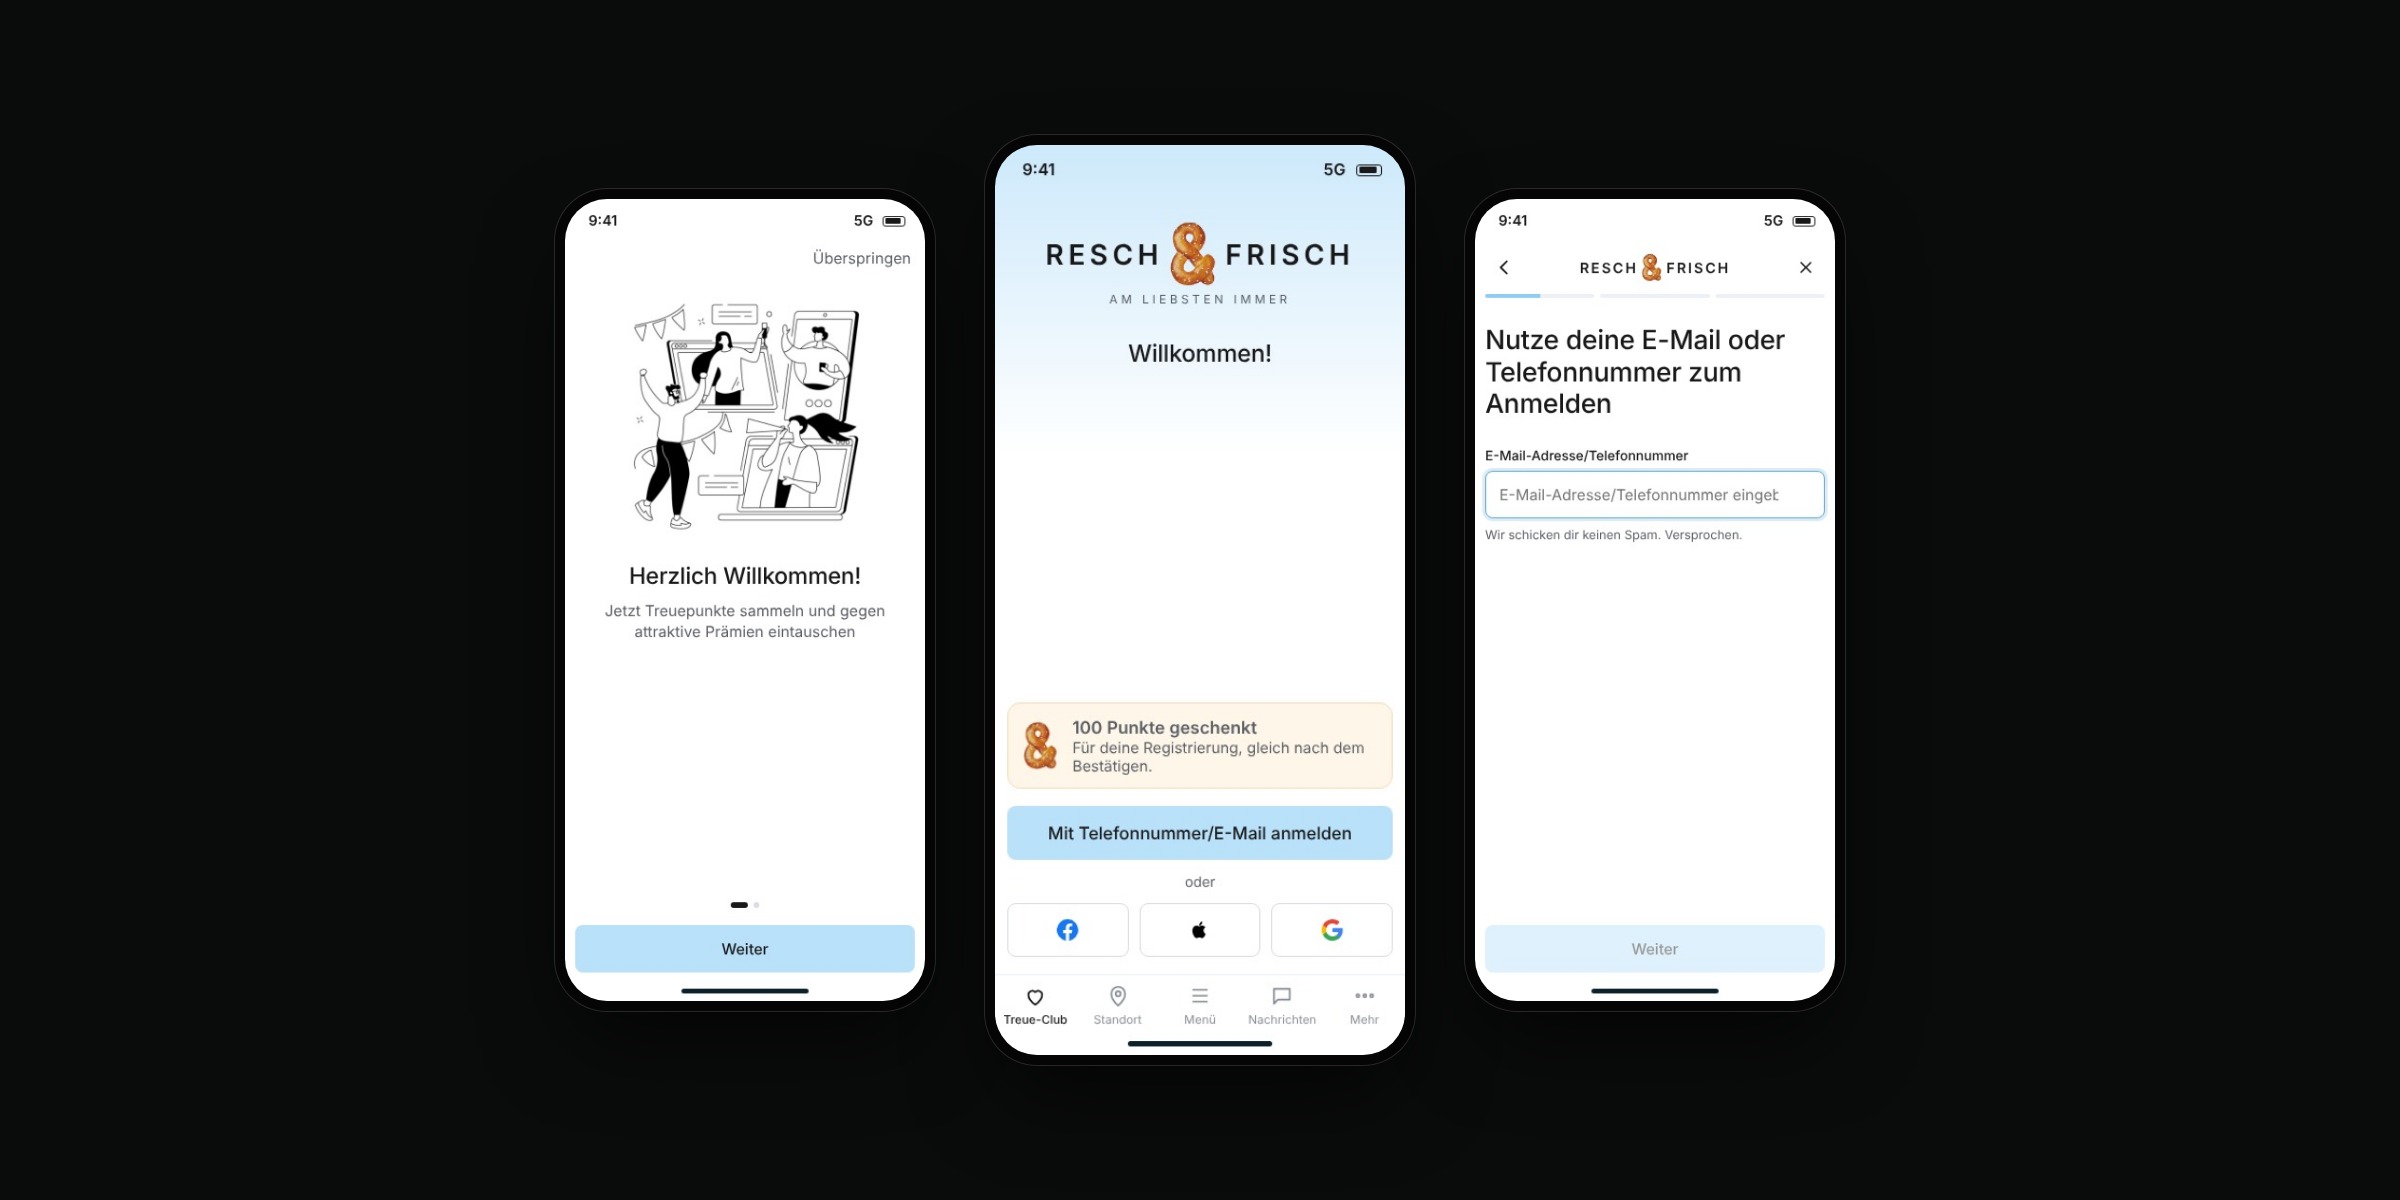 9:41
5G
Überspringen
Herzlich Willkommen!
Jetzt Treuepunkte sammeln und gegen
attraktive Prämien eintauschen
Weiter
9:41
5G
RESCH & FRISCH
AM LIEBSTEN IMMER
Willkommen!
&
100 Punkte geschenkt
Für deine Registrierung, gleich nach dem
Bestätigen.
Mit Telefonnummer/E-Mail anmelden
oder
Treue-Club
Standort
Menü
Nachrichten
Mehr
9:41
5G
RESCH & FRISCH
Nutze deine E-Mail oder
Telefonnummer zum
Anmelden
E-Mail-Adresse/Telefonnummer
E-Mail-Adresse/Telefonnummer eingeb
Wir schicken dir keinen Spam. Versprochen.
Weiter